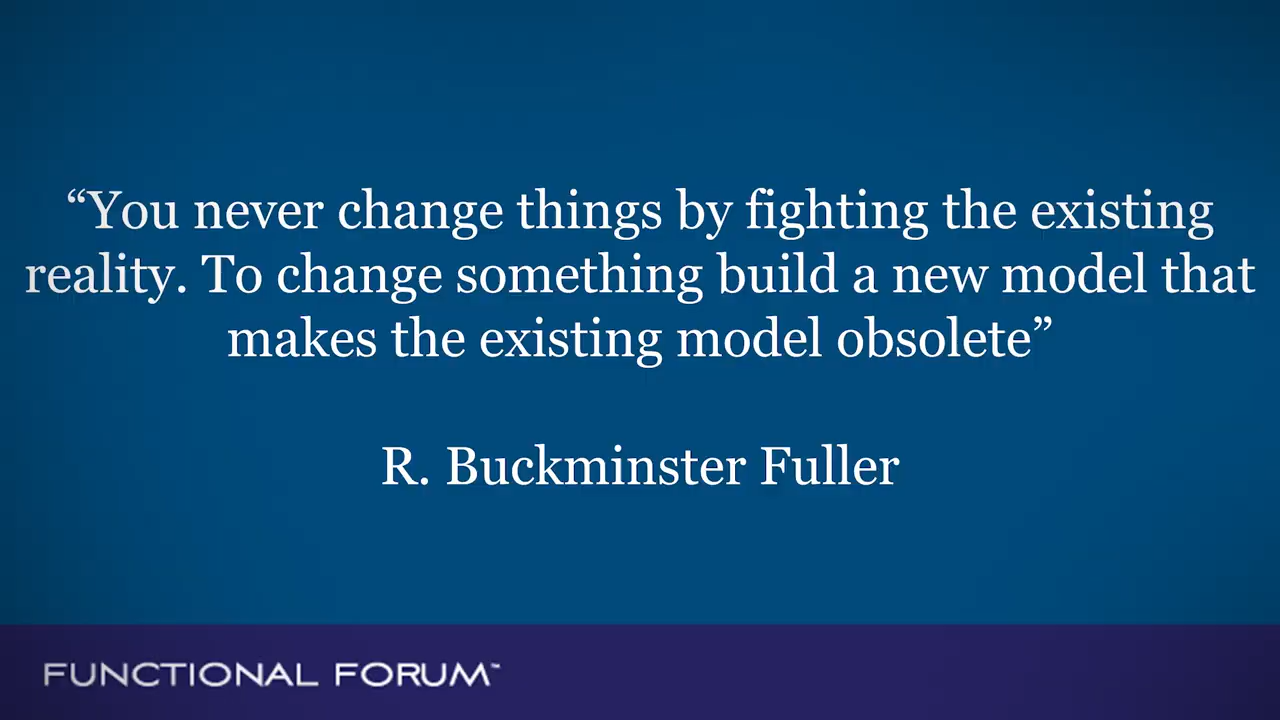 “You never change things by fighting the existing
reality. To change something build a new model that
makes the existing model obsolete”
R. Buckminster Fuller
FUNCTIONAL FORUM™